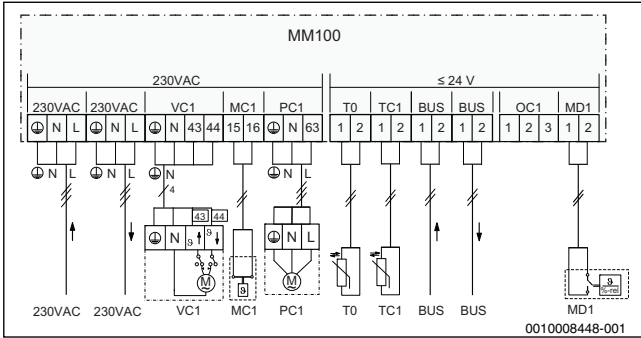 MM100
230VAC ≤ 24 V
230VAC 230VAC VC1 MC1 PC1 T0 TC1 BUS BUS OC1 MD1
N L N L N 43 44 15 16 N 63 1 2 1 2 1 2 1 2 1 2 3 1 2
N L N L N
4
43 44
N ϑ ϑ N L
M M ϑ ϑ
%-rel
230VAC 230VAC VC1 MC1 PC1 T0 TC1 BUS BUS MD1
0010008448-001